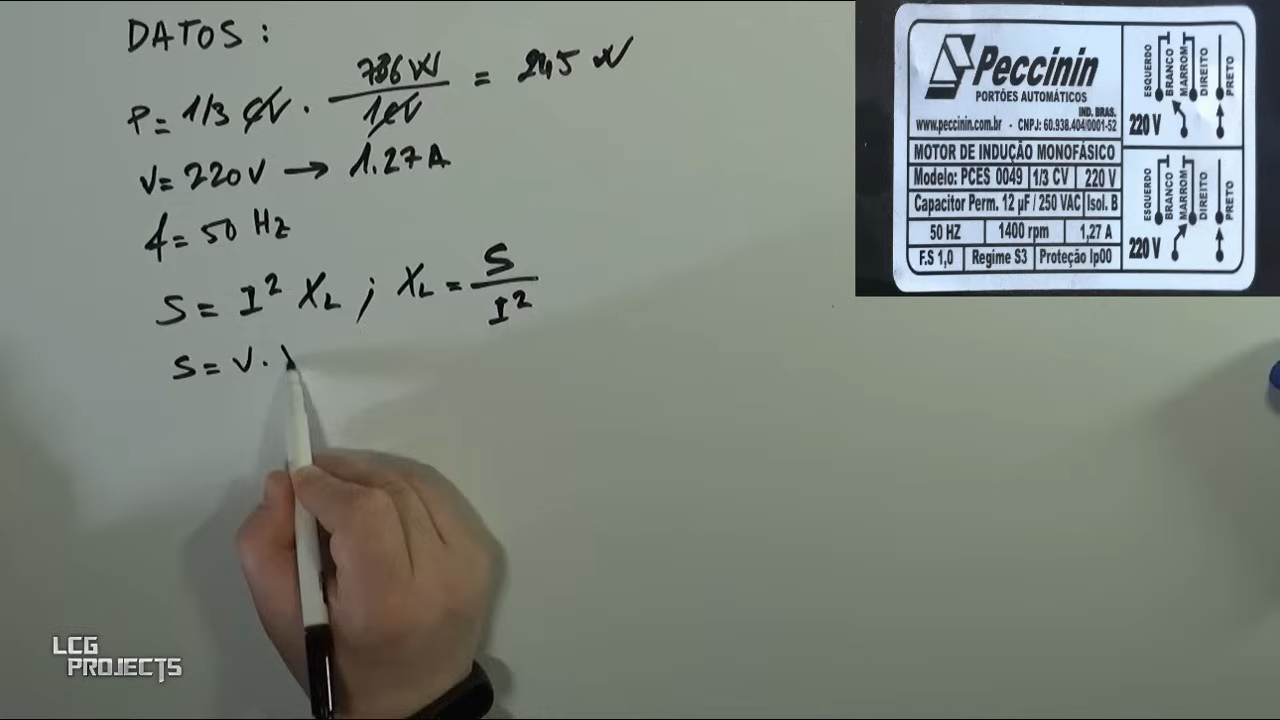 DATOS :
P = 1/3 CV · 736 W / 1 CV = 245 W
V = 220 V → 1.27 A
f = 50 Hz
S = I² XL ; XL = S / I²
S = V ·
Peccinin
PORTÕES AUTOMÁTICOS
IND. BRAS.
www.peccinin.com.br - CNPJ: 60.938.404/0001-52
MOTOR DE INDUÇÃO MONOFÁSICO
Modelo: PCES 0049 1/3 CV 220 V
Capacitor Perm. 12 µF / 250 VAC Isol. B
50 HZ 1400 rpm 1,27 A
F.S 1,0 Regime S3 Proteção Ip00
ESQUERDO
BRANCO
MARROM
DIREITO
PRETO
220 V
ESQUERDO
BRANCO
MARROM
DIREITO
PRETO
220 V
LCG
PROJECTS